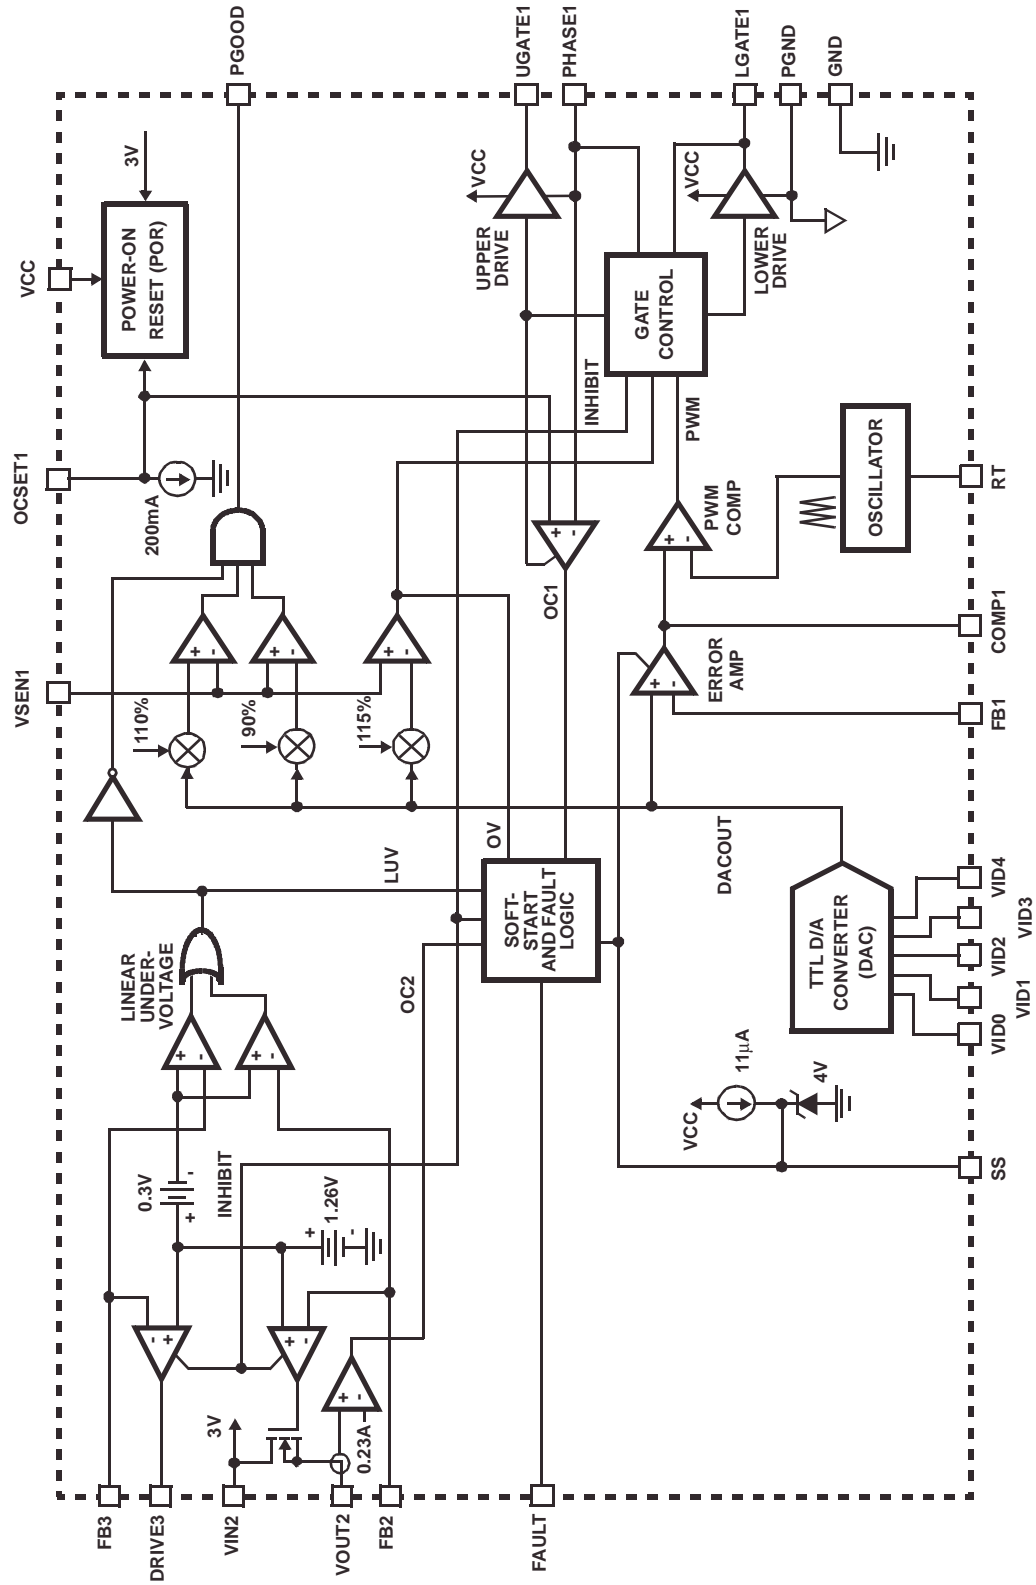 VSEN1
OCSET1
VCC
FB3
DRIVE3
VIN2
VOUT2
FB2
FAULT
PGOOD
UGATE1
PHASE1
LGATE1
PGND
GND
RT
COMP1
FB1
VID4
VID3
VID2
VID1
VID0
SS
POWER-ON
RESET (POR)
3V
200mA
110%
90%
115%
LINEAR
UNDER-
VOLTAGE
LUV
0.3V
+
-
INHIBIT
1.26V
+
-
-
+
+
-
+
-
+
-
+
-
3V
0.23A
OC2
OV
OC1
SOFT-
START
AND FAULT
LOGIC
+
-
+
-
+
-
+
-
VCC
UPPER
DRIVE
INHIBIT
GATE
CONTROL
PWM
VCC
LOWER
DRIVE
PWM
COMP
+
-
OSCILLATOR
ERROR
AMP
+
-
DACOUT
TTL D/A
CONVERTER
(DAC)
VCC
11µA
4V